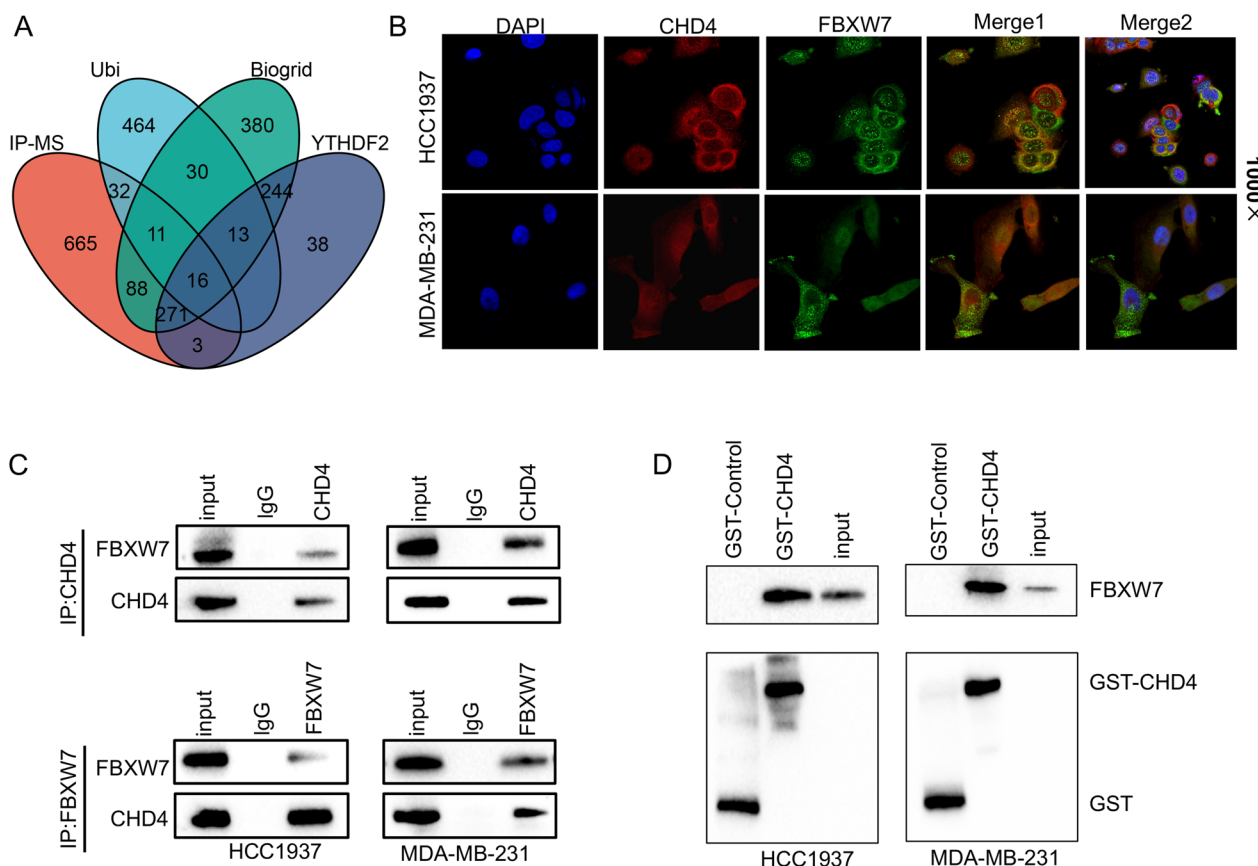 A
Ubi
Biogrid
IP-MS
YTHDF2
464
380
665
32
30
244
11
13
38
88
16
271
3
B
DAPI
CHD4
FBXW7
Merge1
Merge2
HCC1937
MDA-MB-231
100×
C
input
IgG
CHD4
input
IgG
CHD4
IP:CHD4
FBXW7
CHD4
input
IgG
FBXW7
input
IgG
FBXW7
IP:FBXW7
FBXW7
CHD4
HCC1937
MDA-MB-231
D
GST-Control
GST-CHD4
input
GST-Control
GST-CHD4
input
FBXW7
GST-CHD4
GST
HCC1937
MDA-MB-231